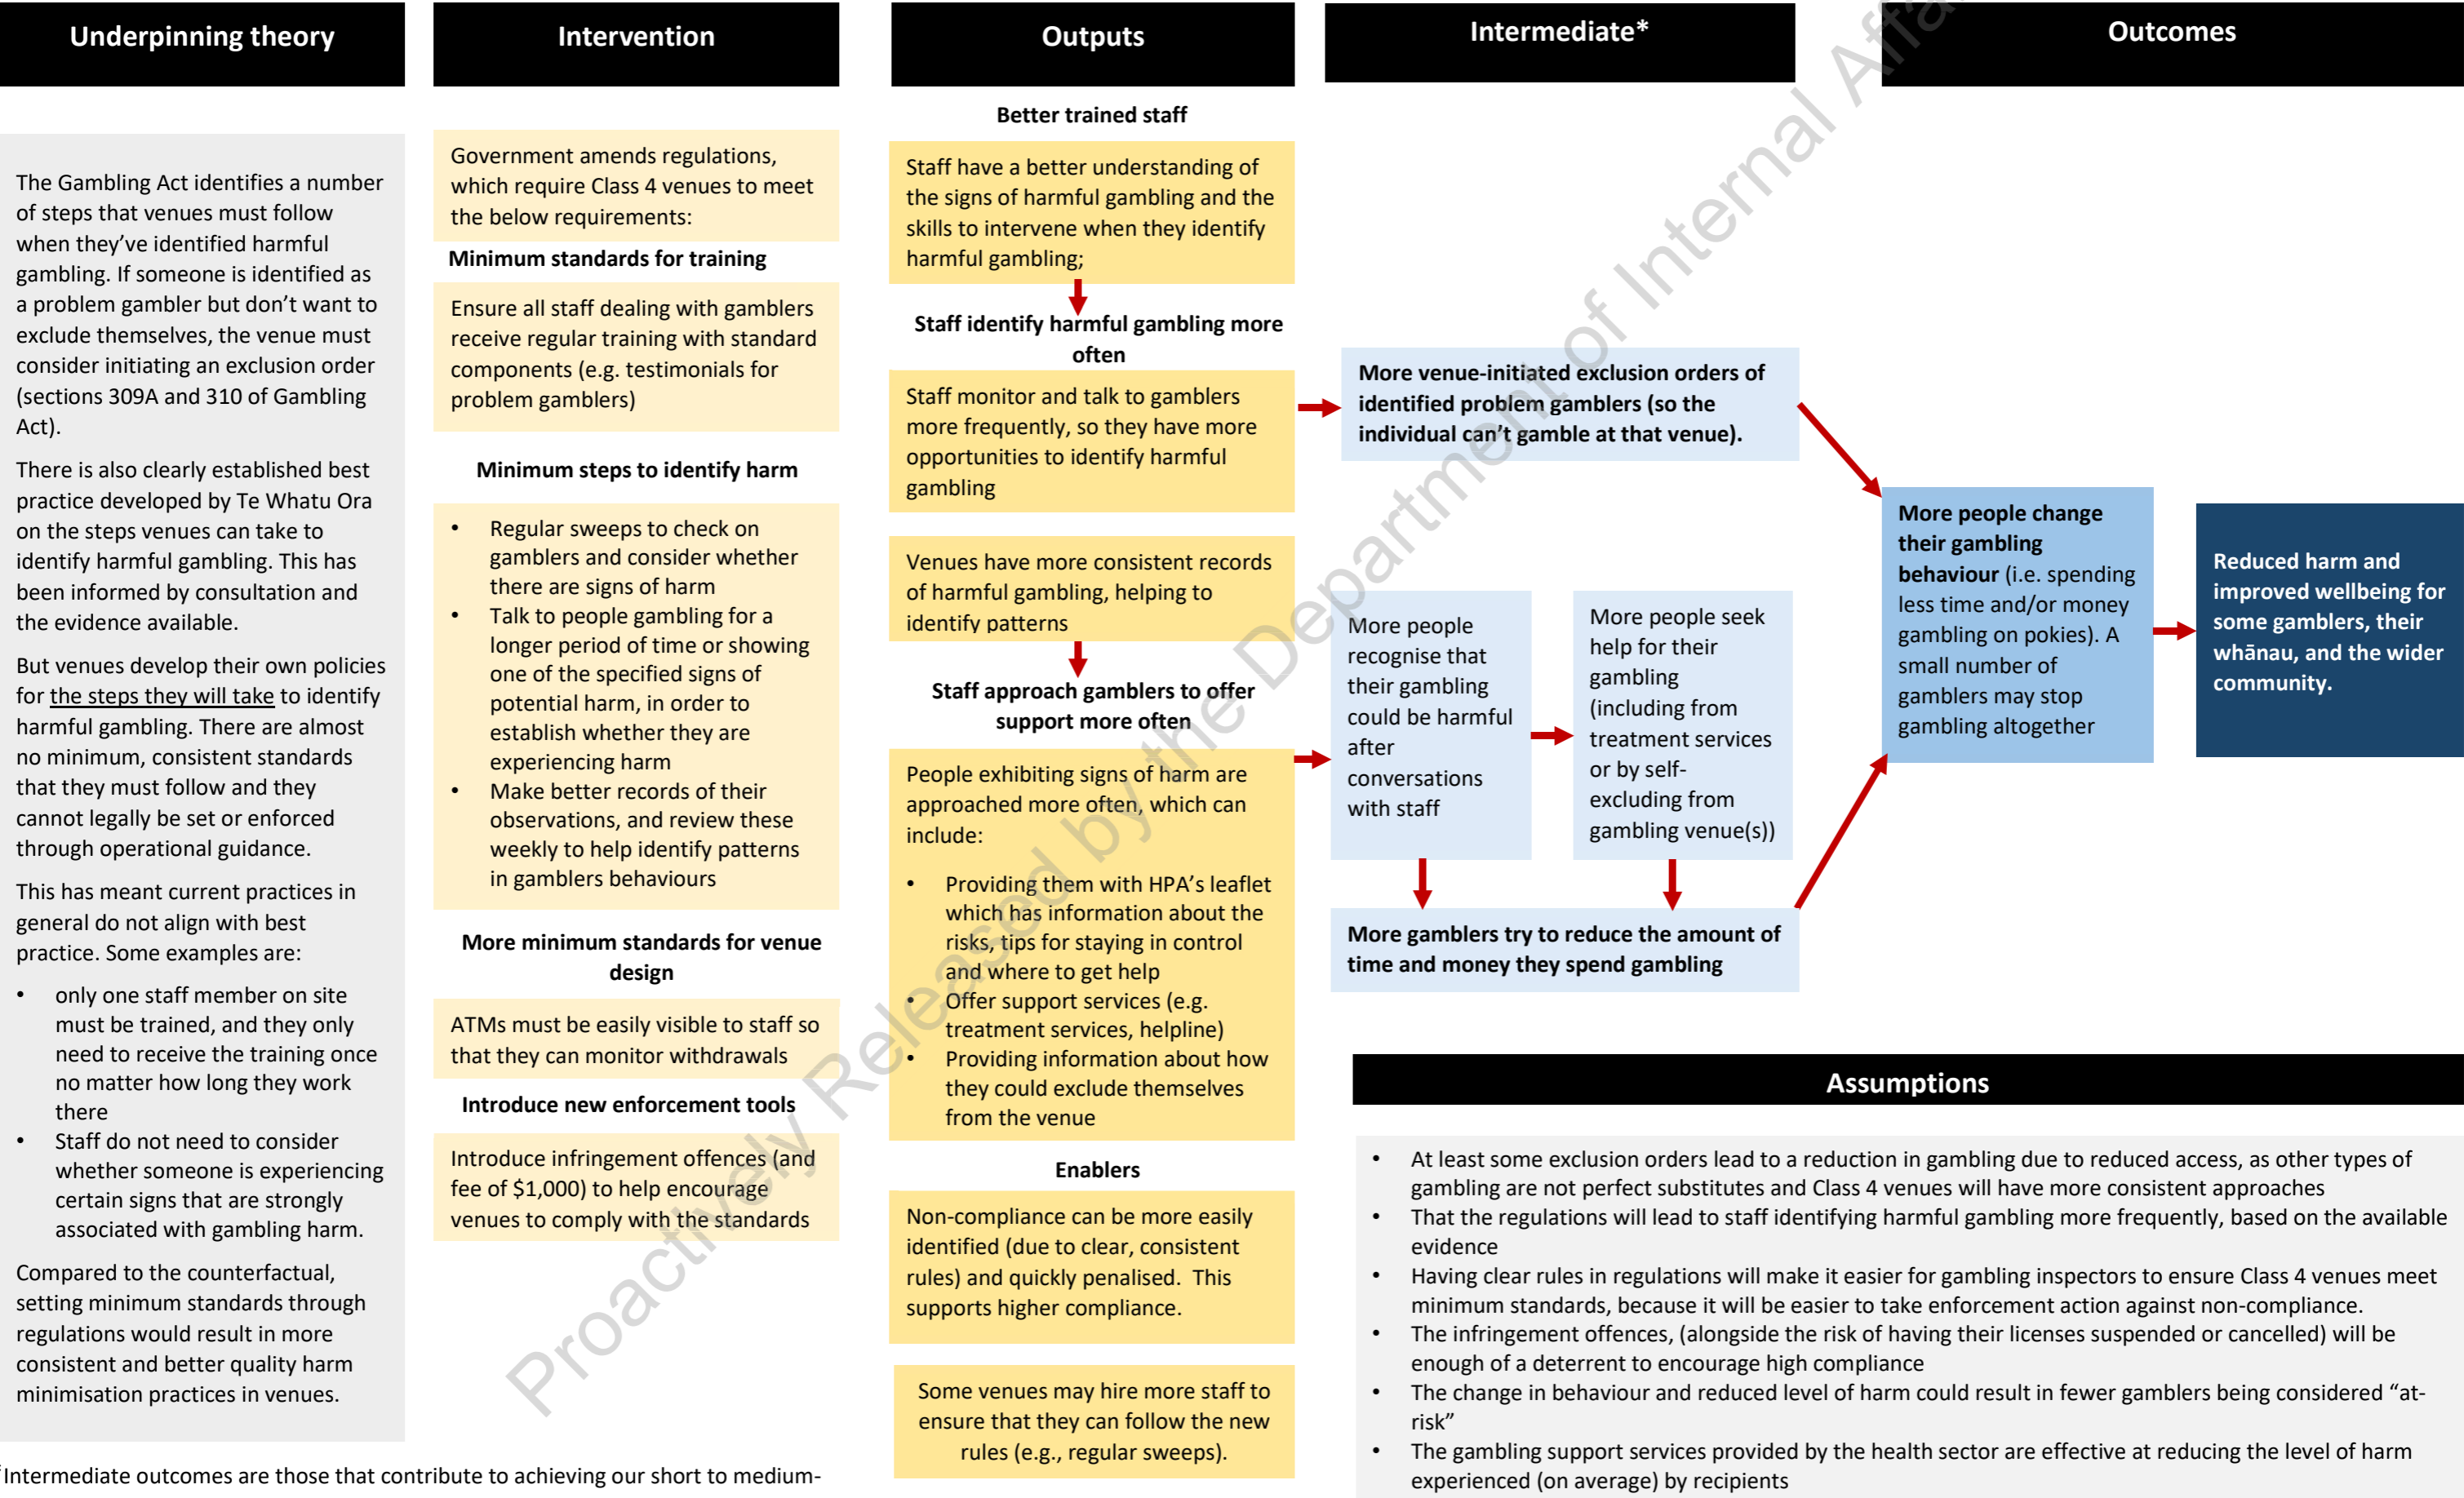 Underpinning theory
The Gambling Act identifies a number
of steps that venues must follow
when they've identified harmful
gambling. If someone is identified as
a problem gambler but don't want to
exclude themselves, the venue must
consider initiating an exclusion order
(sections 309A and 310 of Gambling
Act).
There is also clearly established best
practice developed by Te Whatu Ora
on the steps venues can take to
identify harmful gambling. This has
been informed by consultation and
the evidence available.
But venues develop their own policies
for the steps they will take to identify
harmful gambling. There are almost
no minimum, consistent standards
that they must follow and they
cannot legally be set or enforced
through operational guidance.
This has meant current practices in
general do not align with best
practice. Some examples are:
• only one staff member on site
must be trained, and they only
need to receive the training once
no matter how long they work
there
• Staff do not need to consider
whether someone is experiencing
certain signs that are strongly
associated with gambling harm.
Compared to the counterfactual,
setting minimum standards through
regulations would result in more
consistent and better quality harm
minimisation practices in venues.
Intervention
Government amends regulations,
which require Class 4 venues to meet
the below requirements:
Minimum standards for training
Ensure all staff dealing with gamblers
receive regular training with standard
components (e.g. testimonials for
problem gamblers)
Minimum steps to identify harm
• Regular sweeps to check on
gamblers and consider whether
there are signs of harm
• Talk to people gambling for a
longer period of time or showing
one of the specified signs of
potential harm, in order to
establish whether they are
experiencing harm
• Make better records of their
observations, and review these
weekly to help identify patterns
in gamblers behaviours
More minimum standards for venue
design
ATMs must be easily visible to staff so
that they can monitor withdrawals
Introduce new enforcement tools
Introduce infringement offences (and
fee of $1,000) to help encourage
venues to comply with the standards
Outputs
Better trained staff
Staff have a better understanding of
the signs of harmful gambling and the
skills to intervene when they identify
harmful gambling;
Staff identify harmful gambling more
often
Staff monitor and talk to gamblers
more frequently, so they have more
opportunities to identify harmful
gambling
Venues have more consistent records
of harmful gambling, helping to
identify patterns
Staff approach gamblers to offer
support more often
People exhibiting signs of harm are
approached more often, which can
include:
• Providing them with HPA's leaflet
which has information about the
risks, tips for staying in control
and where to get help
• Offer support services (e.g.
treatment services, helpline)
• Providing information about how
they could exclude themselves
from the venue
Enablers
Non-compliance can be more easily
identified (due to clear, consistent
rules) and quickly penalised. This
supports higher compliance.
Some venues may hire more staff to
ensure that they can follow the new
rules (e.g., regular sweeps).
Intermediate*
More venue-initiated exclusion orders of
identified problem gamblers (so the
individual can't gamble at that venue).
More people
recognise that
their gambling
could be harmful
after
conversations
with staff
More people seek
help for their
gambling
(including from
treatment services
or by self-
excluding from
gambling venue(s))
More gamblers try to reduce the amount of
time and money they spend gambling
Outcomes
More people change
their gambling
behaviour (i.e. spending
less time and/or money
gambling on pokies). A
small number of
gamblers may stop
gambling altogether
Reduced harm and
improved wellbeing for
some gamblers, their
whānau, and the wider
community.
Assumptions
• At least some exclusion orders lead to a reduction in gambling due to reduced access, as other types of
gambling are not perfect substitutes and Class 4 venues will have more consistent approaches
• That the regulations will lead to staff identifying harmful gambling more frequently, based on the available
evidence
• Having clear rules in regulations will make it easier for gambling inspectors to ensure Class 4 venues meet
minimum standards, because it will be easier to take enforcement action against non-compliance.
• The infringement offences, (alongside the risk of having their licenses suspended or cancelled) will be
enough of a deterrent to encourage high compliance
• The change in behaviour and reduced level of harm could result in fewer gamblers being considered "at-
risk"
• The gambling support services provided by the health sector are effective at reducing the level of harm
experienced (on average) by recipients
Intermediate outcomes are those that contribute to achieving our short to medium-
Proactively Released by the Department of Internal Affairs